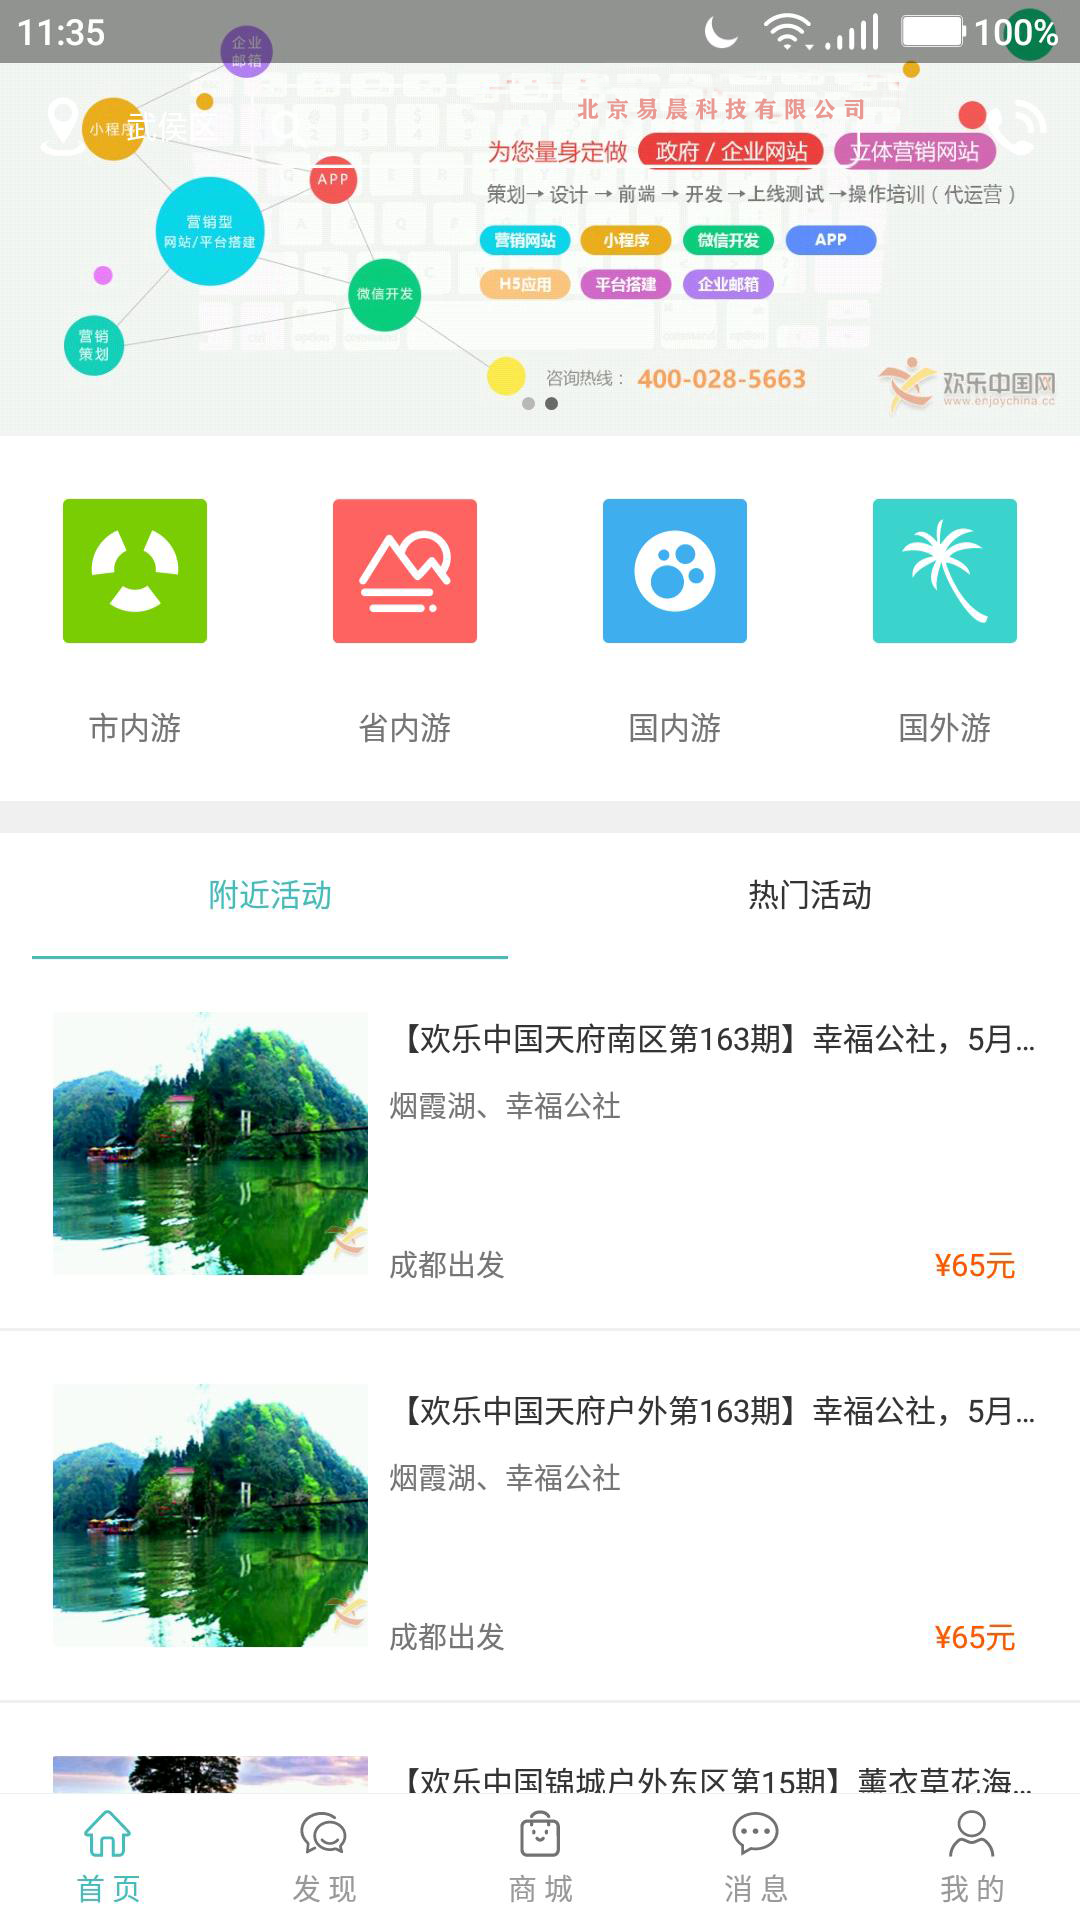 11:35
100%
企业
邮箱
小程序
武侯区
北京易晨科技有限公司
为您量身定做 政府 / 企业网站 立体营销网站
APP
策划→ 设计 → 前端 → 开发 →上线测试 →操作培训（代运营）
营销型
网站/平台搭建
营销网站 小程序 微信开发 APP
H5应用 平台搭建 企业邮箱
微信开发
营销
策划
咨询热线： 400-028-5663
欢乐中国网
www.enjoychina.cc
市内游 省内游 国内游 国外游
附近活动 热门活动
【欢乐中国天府南区第163期】幸福公社，5月...
烟霞湖、幸福公社
成都出发 ¥65元
【欢乐中国天府户外第163期】幸福公社，5月...
烟霞湖、幸福公社
成都出发 ¥65元
【欢乐中国锦城户外东区第15期】薰衣草花海...
首页 发现 商城 消息 我的